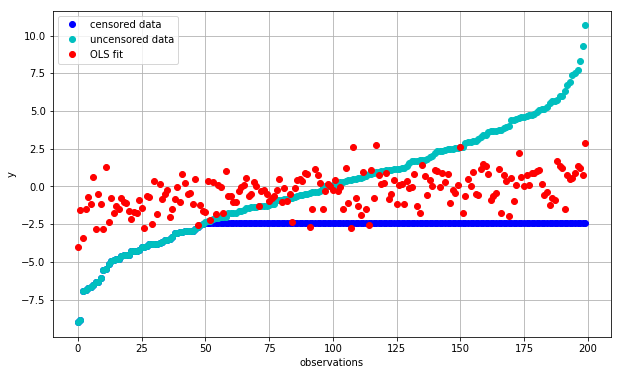 censored data
uncensored data
OLS fit
10.0
7.5
5.0
2.5
0.0
−2.5
−5.0
−7.5
y
0 25 50 75 100 125 150 175 200
observations